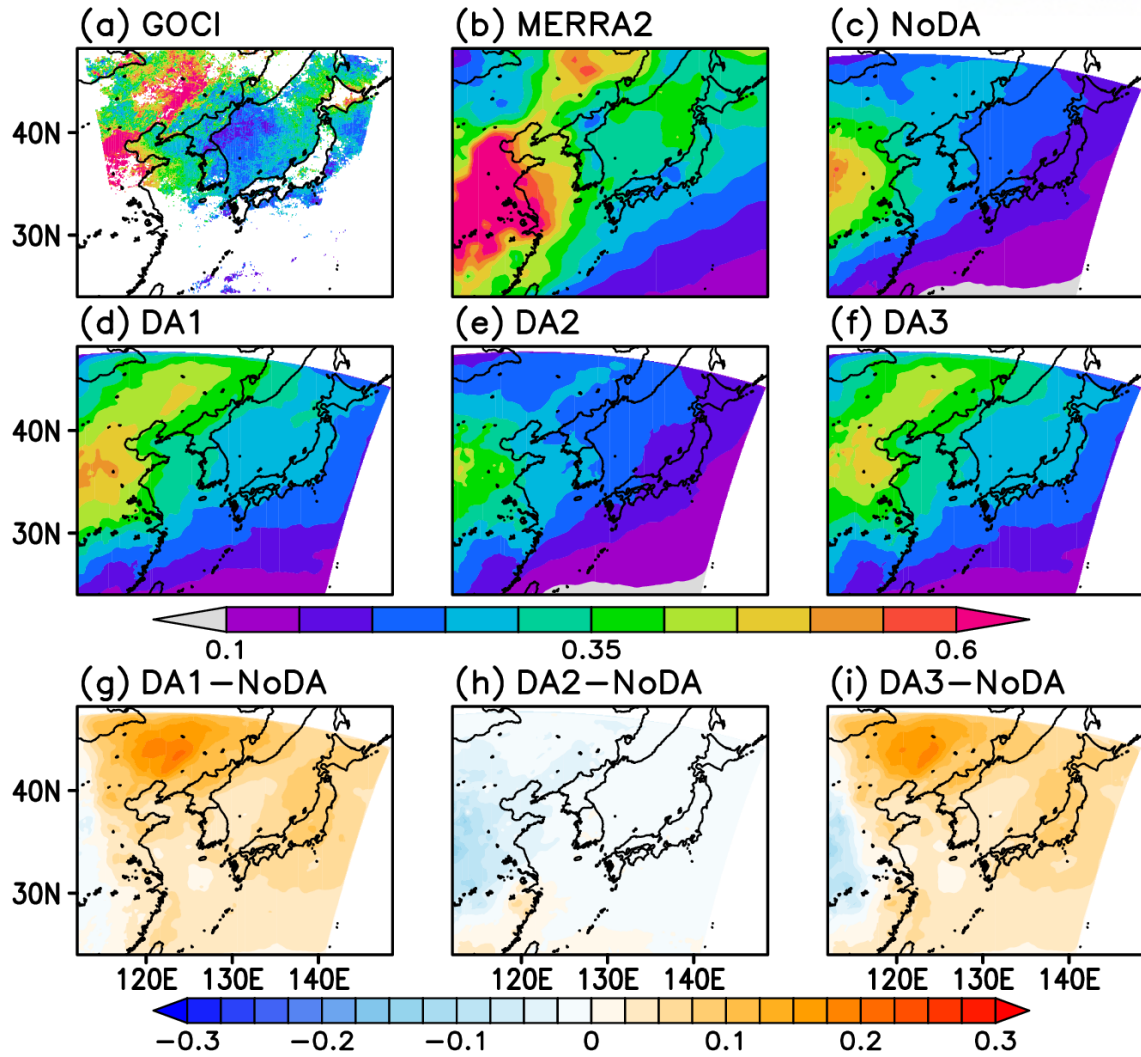 (a) GOCI
(b) MERRA2
(c) NoDA
40N
30N
(d) DA1
(e) DA2
(f) DA3
40N
30N
0.1
0.35
0.6
(g) DA1−NoDA
(h) DA2−NoDA
(i) DA3−NoDA
40N
30N
120E 130E 140E
120E 130E 140E
120E 130E 140E
−0.3 −0.2 −0.1 0 0.1 0.2 0.3